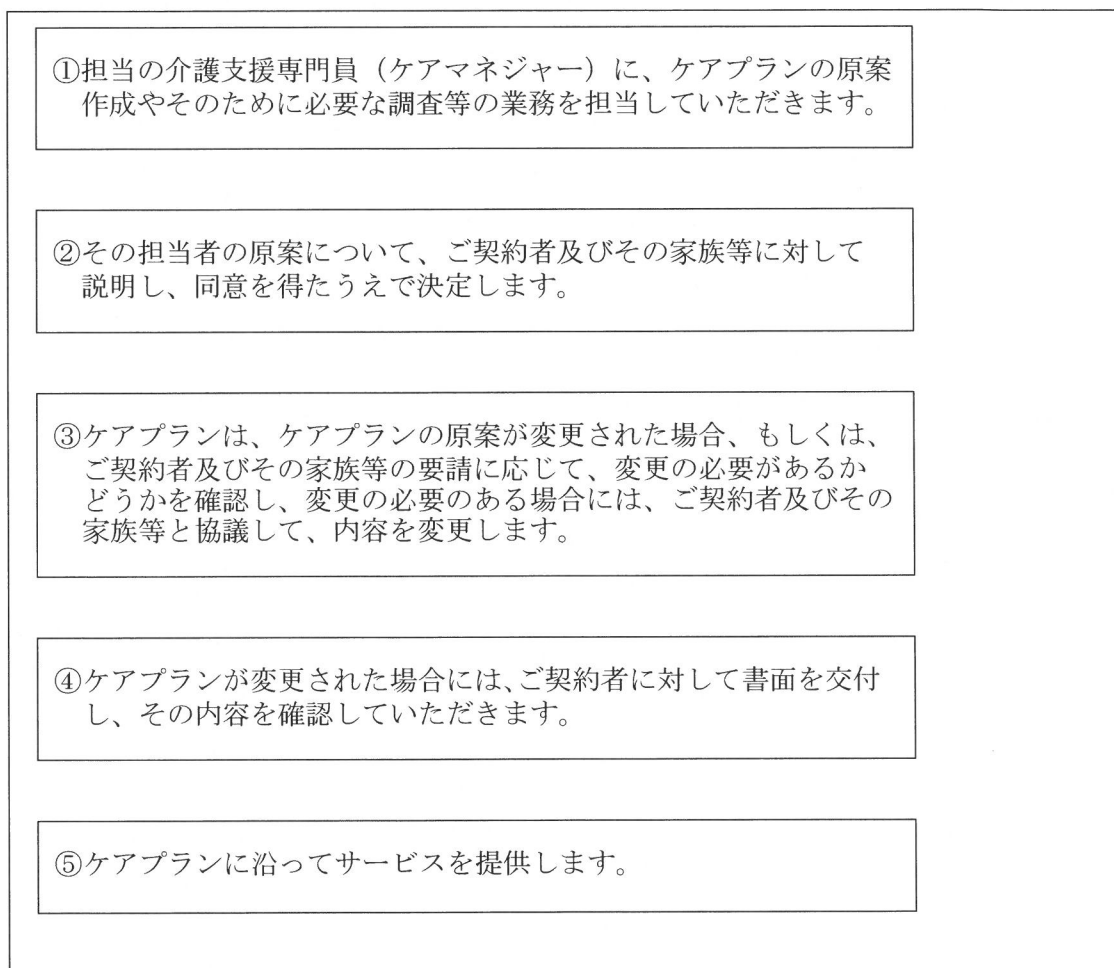 ①担当の介護支援専門員（ケアマネジャー）に、ケアプランの原案
作成やそのために必要な調査等の業務を担当していただきます。
②その担当者の原案について、ご契約者及びその家族等に対して
説明し、同意を得たうえで決定します。
③ケアプランは、ケアプランの原案が変更された場合、もしくは、
ご契約者及びその家族等の要請に応じて、変更の必要があるか
どうかを確認し、変更の必要のある場合には、ご契約者及びその
家族等と協議して、内容を変更します。
④ケアプランが変更された場合には、ご契約者に対して書面を交付
し、その内容を確認していただきます。
⑤ケアプランに沿ってサービスを提供します。